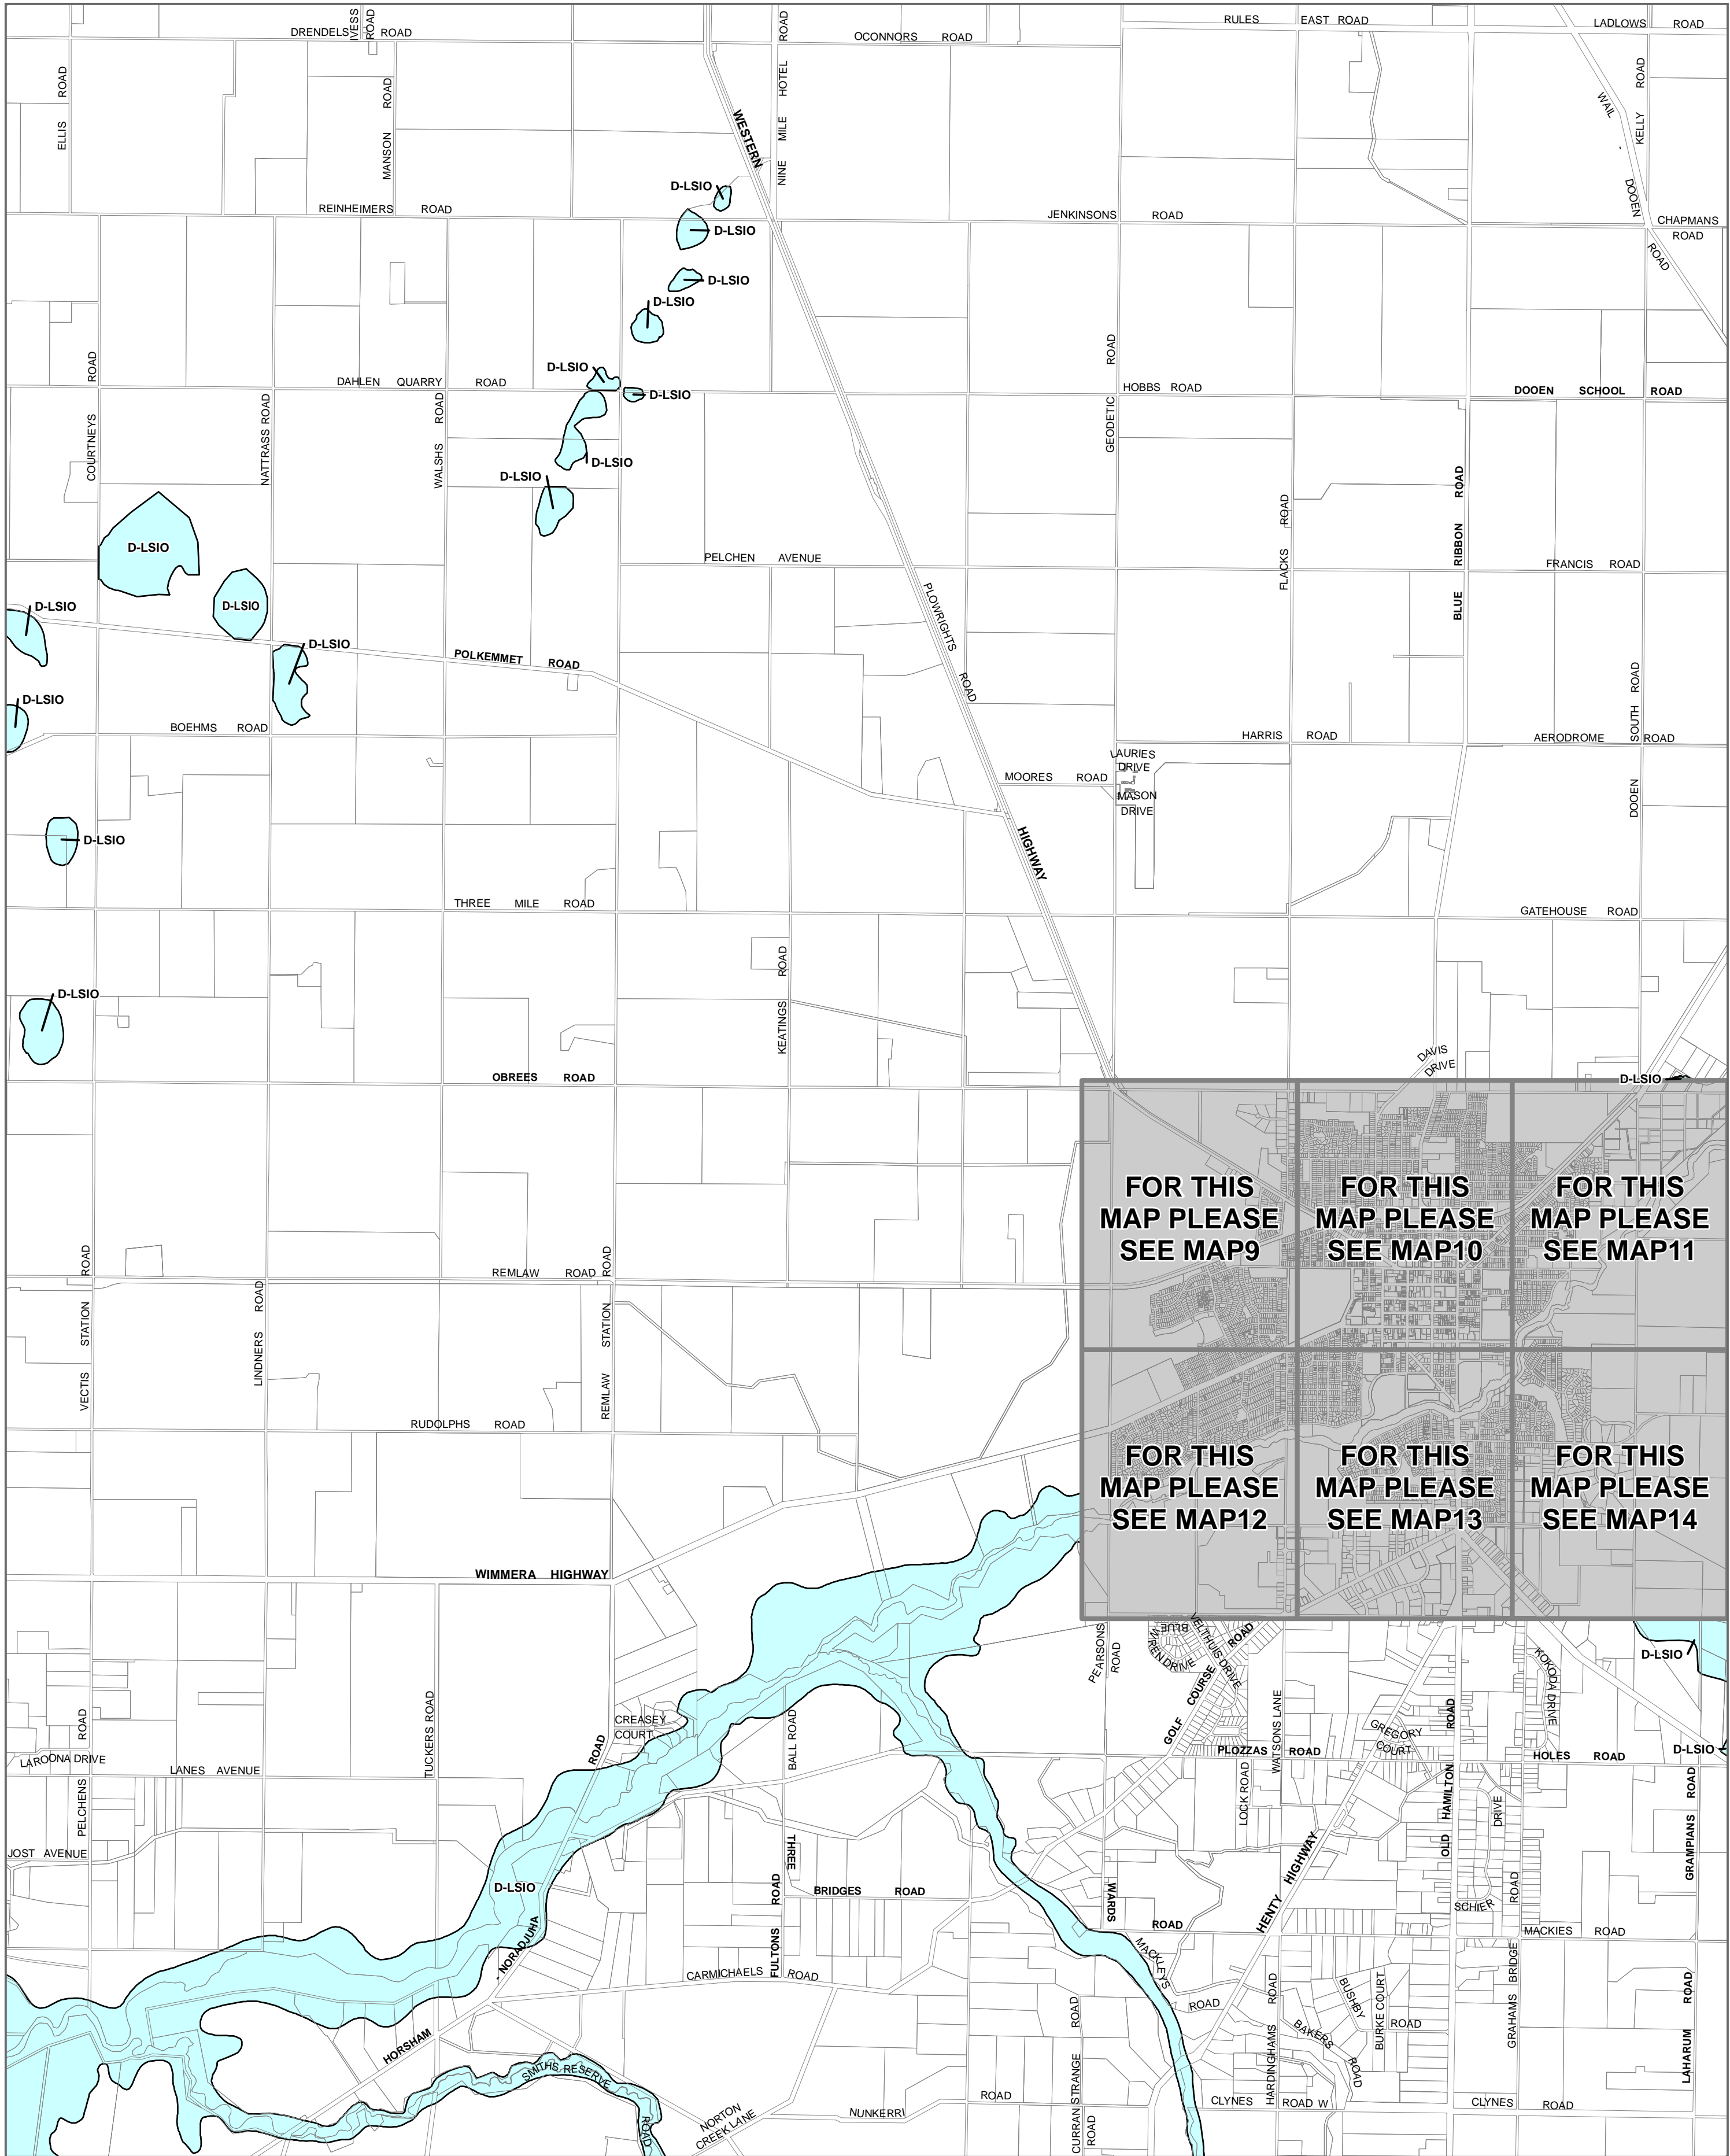 DRENDELS ROAD
IVESS ROAD
OCONNORS ROAD
RULES EAST ROAD
LADLOWS ROAD
ELLIS ROAD
MANSON ROAD
WESTERN
NINE MILE HOTEL ROAD
WAIL
DOOEN
ROAD
KELLY ROAD
D-LSIO
REINHEIMERS ROAD
JENKINSONS ROAD
CHAPMANS
ROAD
D-LSIO
D-LSIO
D-LSIO
COURTNEYS ROAD
GEODETIC ROAD
D-LSIO
DAHLEN QUARRY ROAD
D-LSIO
HOBBS ROAD
DOOEN SCHOOL ROAD
NATTRASS ROAD
WALSHS ROAD
D-LSIO
D-LSIO
FLACKS ROAD
BLUE RIBBON ROAD
D-LSIO
PELCHEN AVENUE
FRANCIS ROAD
D-LSIO
D-LSIO
PLOWRIGHTS
ROAD
D-LSIO
POLKEMMET ROAD
D-LSIO
BOEHMS ROAD
HARRIS ROAD
AERODROME ROAD
DOOEN SOUTH ROAD
LAURIES
DRIVE
MOORES ROAD
MASON
DRIVE
D-LSIO
HIGHWAY
THREE MILE ROAD
GATEHOUSE ROAD
KEATINGS ROAD
D-LSIO
DAVIS
DRIVE
OBREES ROAD
D-LSIO
FOR THIS
MAP PLEASE
SEE MAP9
FOR THIS
MAP PLEASE
SEE MAP10
FOR THIS
MAP PLEASE
SEE MAP11
VECTIS STATION ROAD
LINDNERS ROAD
REMLAW ROAD
REMLAW STATION ROAD
RUDOLPHS ROAD
FOR THIS
MAP PLEASE
SEE MAP12
FOR THIS
MAP PLEASE
SEE MAP13
FOR THIS
MAP PLEASE
SEE MAP14
WIMMERA HIGHWAY
PEARSONS
ROAD
BLUE
WREN DRIVE
VELTHUIS DRIVE
GOLF COURSE ROAD
WATSONS LANE
D-LSIO
KOKODA DRIVE
CREASEY
COURT
GREGORY
COURT
LAROONA DRIVE
LANES AVENUE
TUCKERS ROAD
BALL ROAD
PLOZZAS ROAD
HOLES ROAD
D-LSIO
PELCHENS ROAD
LOCK ROAD
OLD HAMILTON ROAD
DRIVE
SCHIER
GRAMPIANS ROAD
JOST AVENUE
THREE
BRIDGES ROAD
HENTY HIGHWAY
D-LSIO
WARDS
ROAD
MACKIES ROAD
HORSHAM - NORADJUHA ROAD
FULTONS ROAD
CARMICHAELS ROAD
MACKLEYS
ROAD
HARDINGHAMS ROAD
BUSHBY
BURKE COURT
ROAD
BAKERS
ROAD
GRAHAMS BRIDGE ROAD
LAHARUM ROAD
SMITHS RESERVE
ROAD
NORTON
CREEK LANE
NUNKERRI
ROAD
CURRAN STRANGE ROAD
ROAD
CLYNES ROAD W
CLYNES ROAD